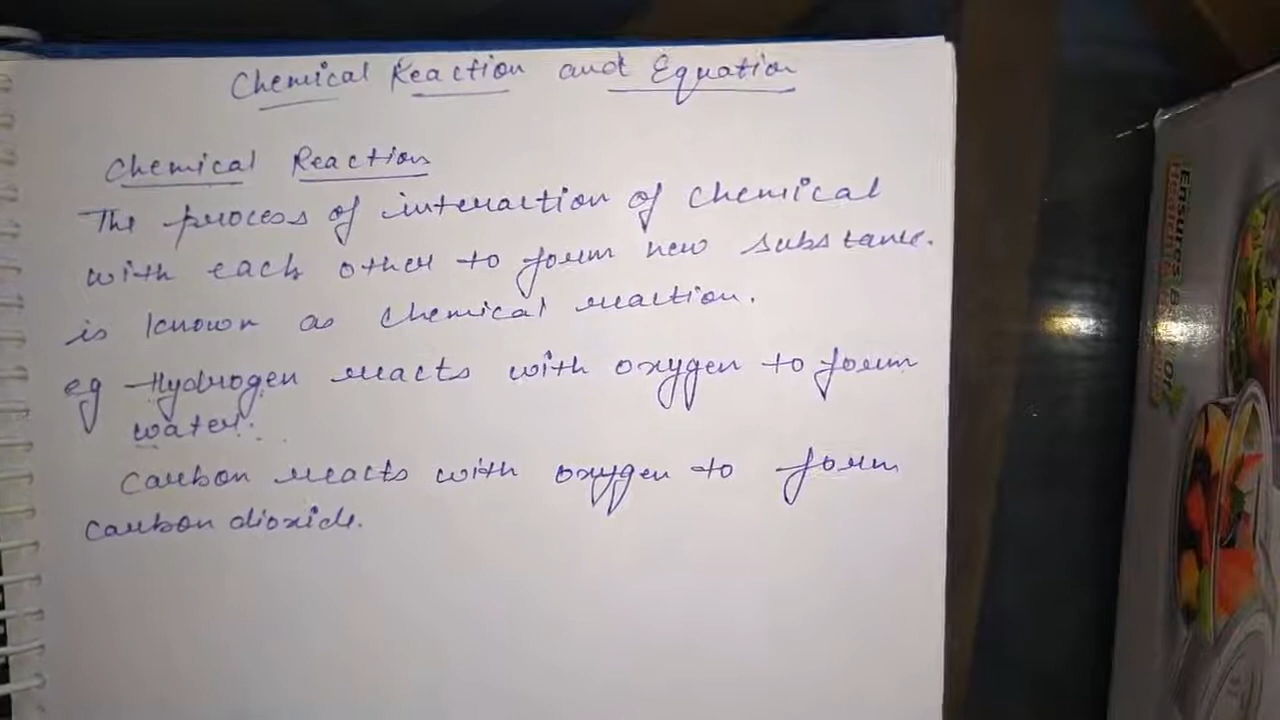 Chemical Reaction and Equation
Chemical Reaction
The process of interaction of chemical
with each other to form new substance.
is known as chemical reaction.
eg Hydrogen reacts with oxygen to form
water.
Carbon reacts with oxygen to form
carbon dioxide.
Ensures B